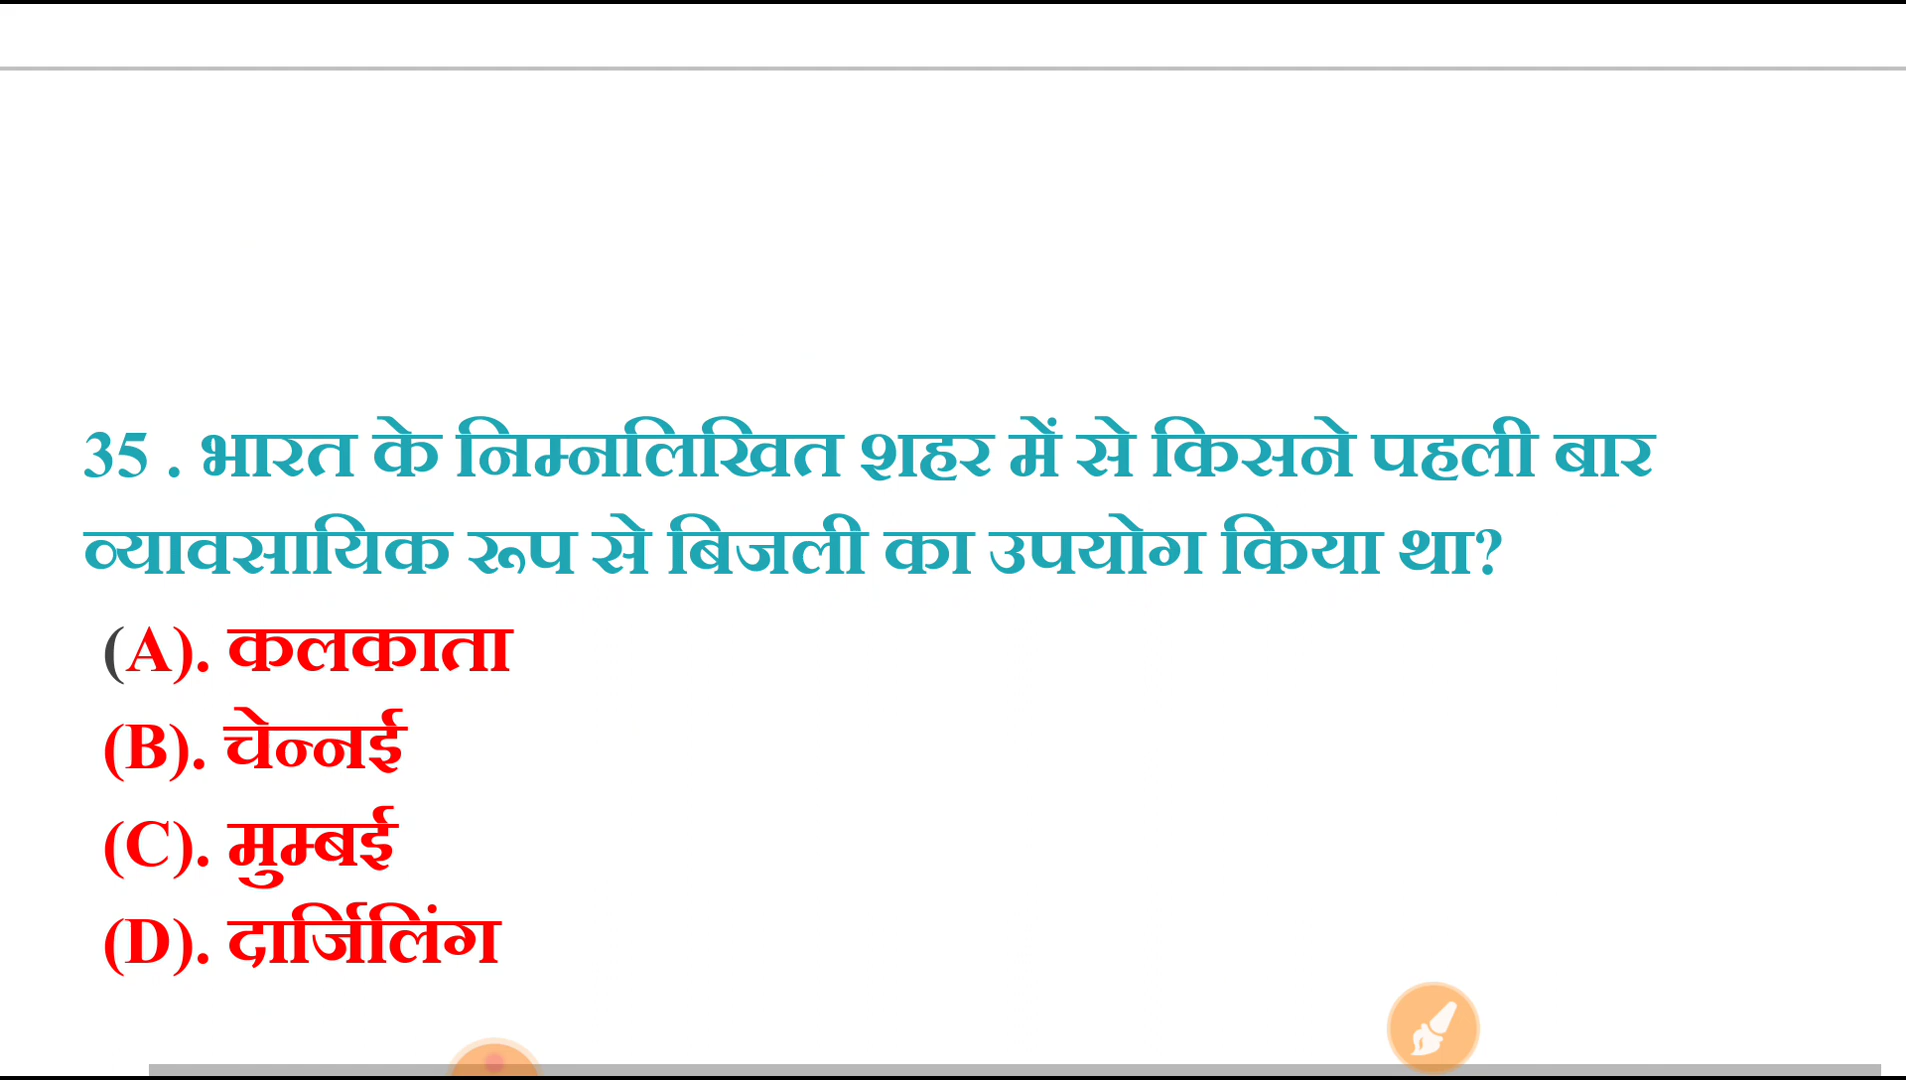 35 . भारत के निम्नलिखित शहर में से किसने पहली बार
व्यावसायिक रूप से बिजली का उपयोग किया था?
(A). कलकाता
(B). चेन्नई
(C). मुम्बई
(D). दार्जिलिंग